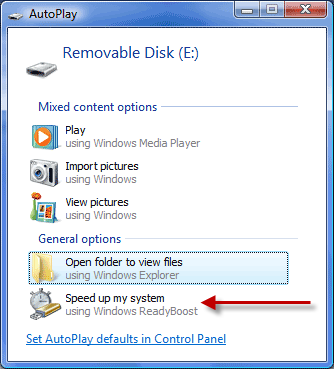 AutoPlay
Removable Disk (E:)
Mixed content options
Play
using Windows Media Player
Import pictures
using Windows
View pictures
using Windows
General options
Open folder to view files
using Windows Explorer
Speed up my system
using Windows ReadyBoost
Set AutoPlay defaults in Control Panel